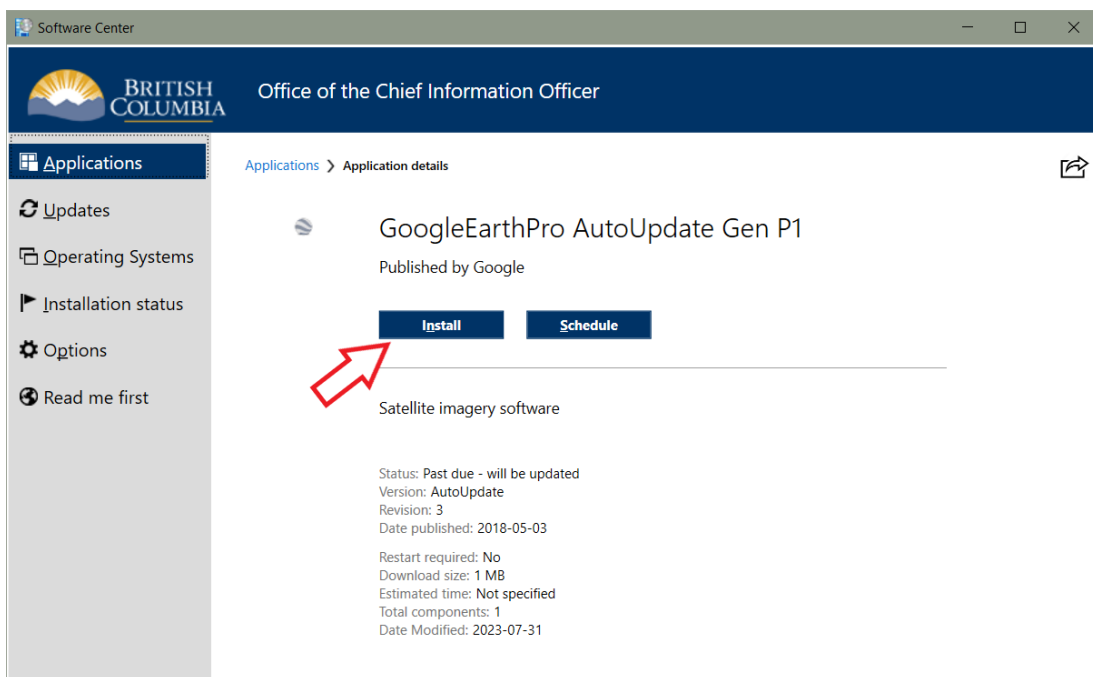 Software Center
BRITISH
COLUMBIA
Office of the Chief Information Officer
Applications
Updates
Operating Systems
Installation status
Options
Read me first
Applications ❯ Application details
GoogleEarthPro AutoUpdate Gen P1
Published by Google
Install
Schedule
Satellite imagery software
Status: Past due - will be updated
Version: AutoUpdate
Revision: 3
Date published: 2018-05-03
Restart required: No
Download size: 1 MB
Estimated time: Not specified
Total components: 1
Date Modified: 2023-07-31